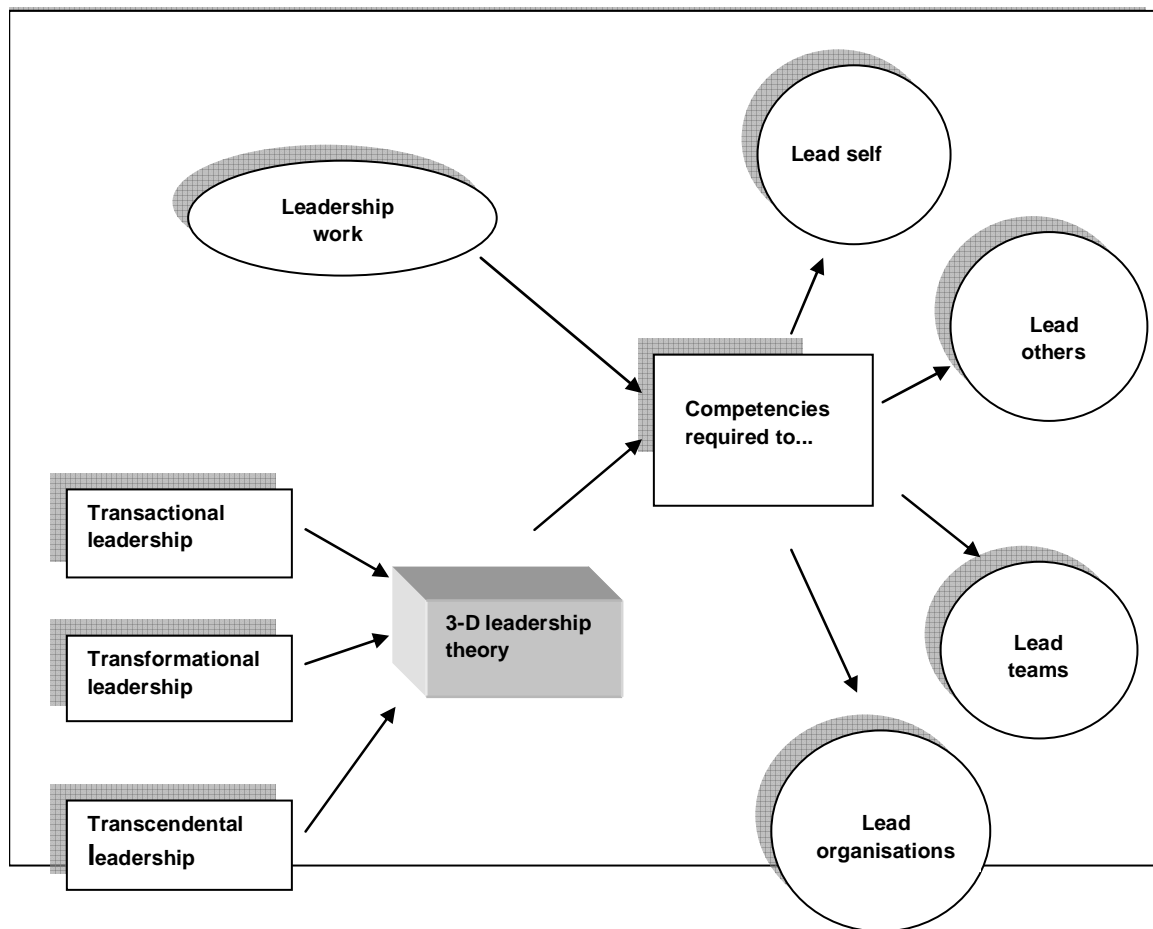 Lead self
Leadership
work
Lead
others
Competencies
required to...
Transactional
leadership
3-D leadership
theory
Transformational
leadership
Lead
teams
Transcendental
leadership
Lead
organisations